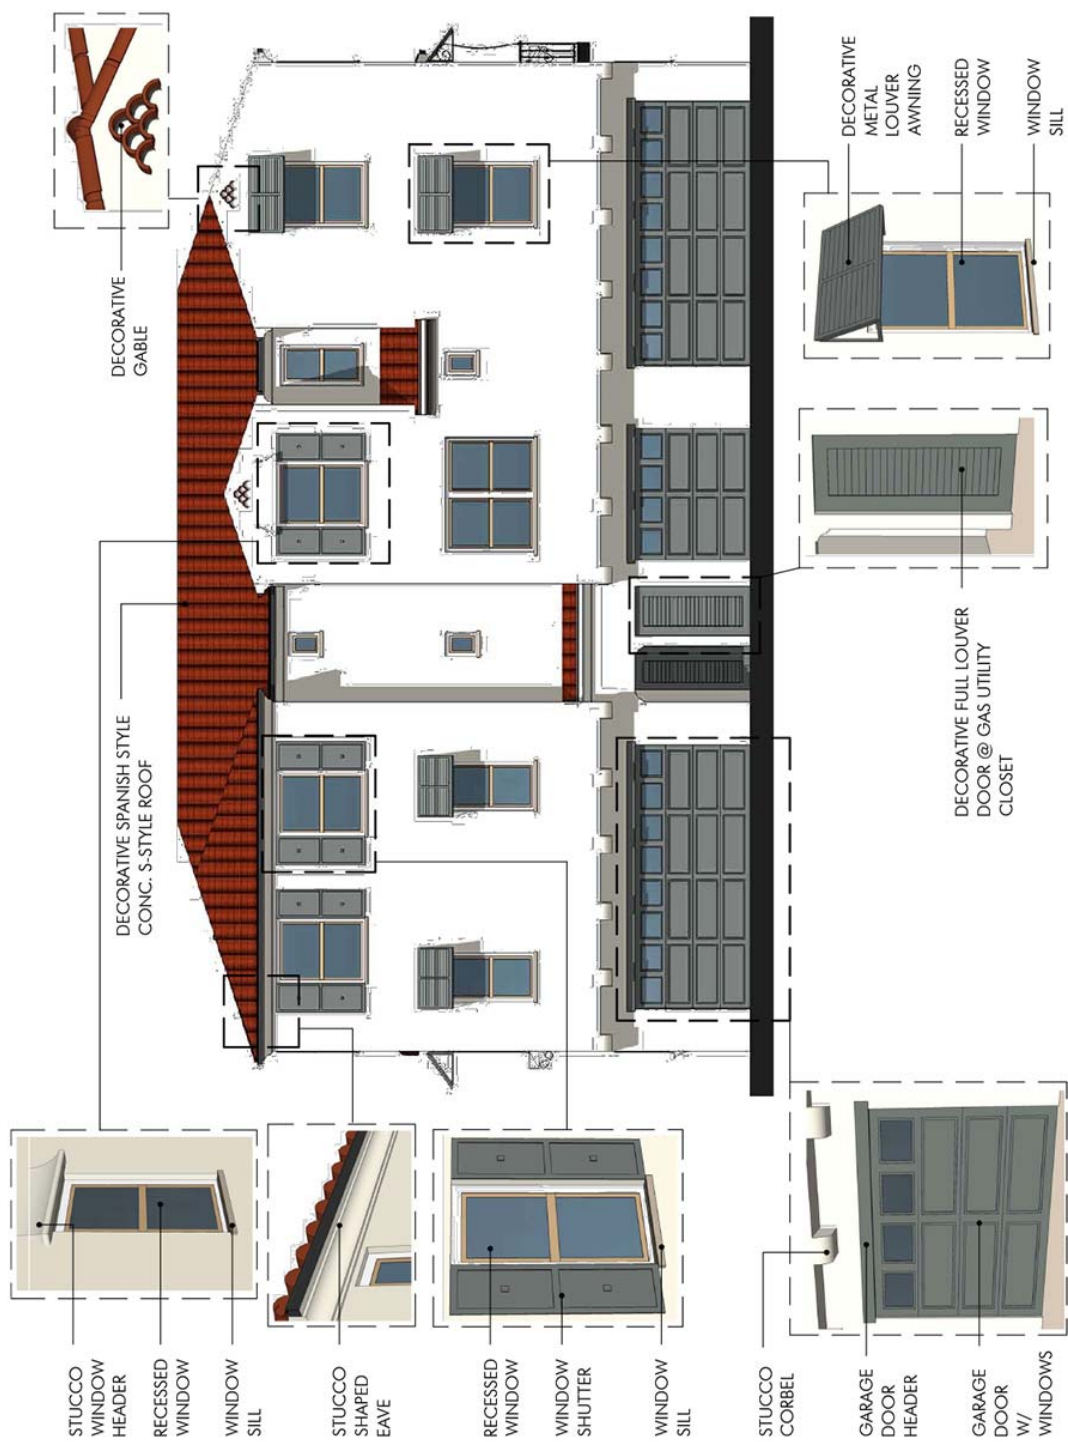 STUCCO
WINDOW
HEADER
RECESSED
WINDOW
WINDOW
SILL
STUCCO
SHAPED
EAVE
RECESSED
WINDOW
WINDOW
SHUTTER
WINDOW
SILL
STUCCO
CORBEL
GARAGE
DOOR
HEADER
GARAGE
DOOR
W/
WINDOWS
DECORATIVE SPANISH STYLE
CONC. S-STYLE ROOF
DECORATIVE FULL LOUVER
DOOR @ GAS UTILITY
CLOSET
DECORATIVE
GABLE
DECORATIVE
METAL
LOUVER
AWNING
RECESSED
WINDOW
WINDOW
SILL